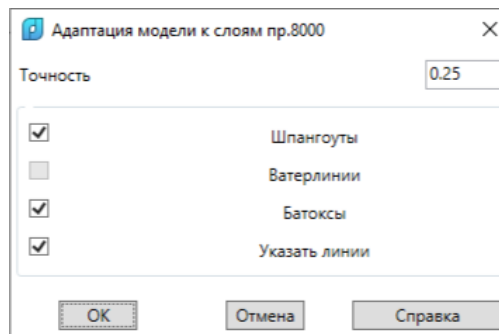 Адаптация модели к слоям пр.8000
Точность 0.25
Шпангоуты
Ватерлинии
Батоксы
Указать линии
OK Отмена Справка